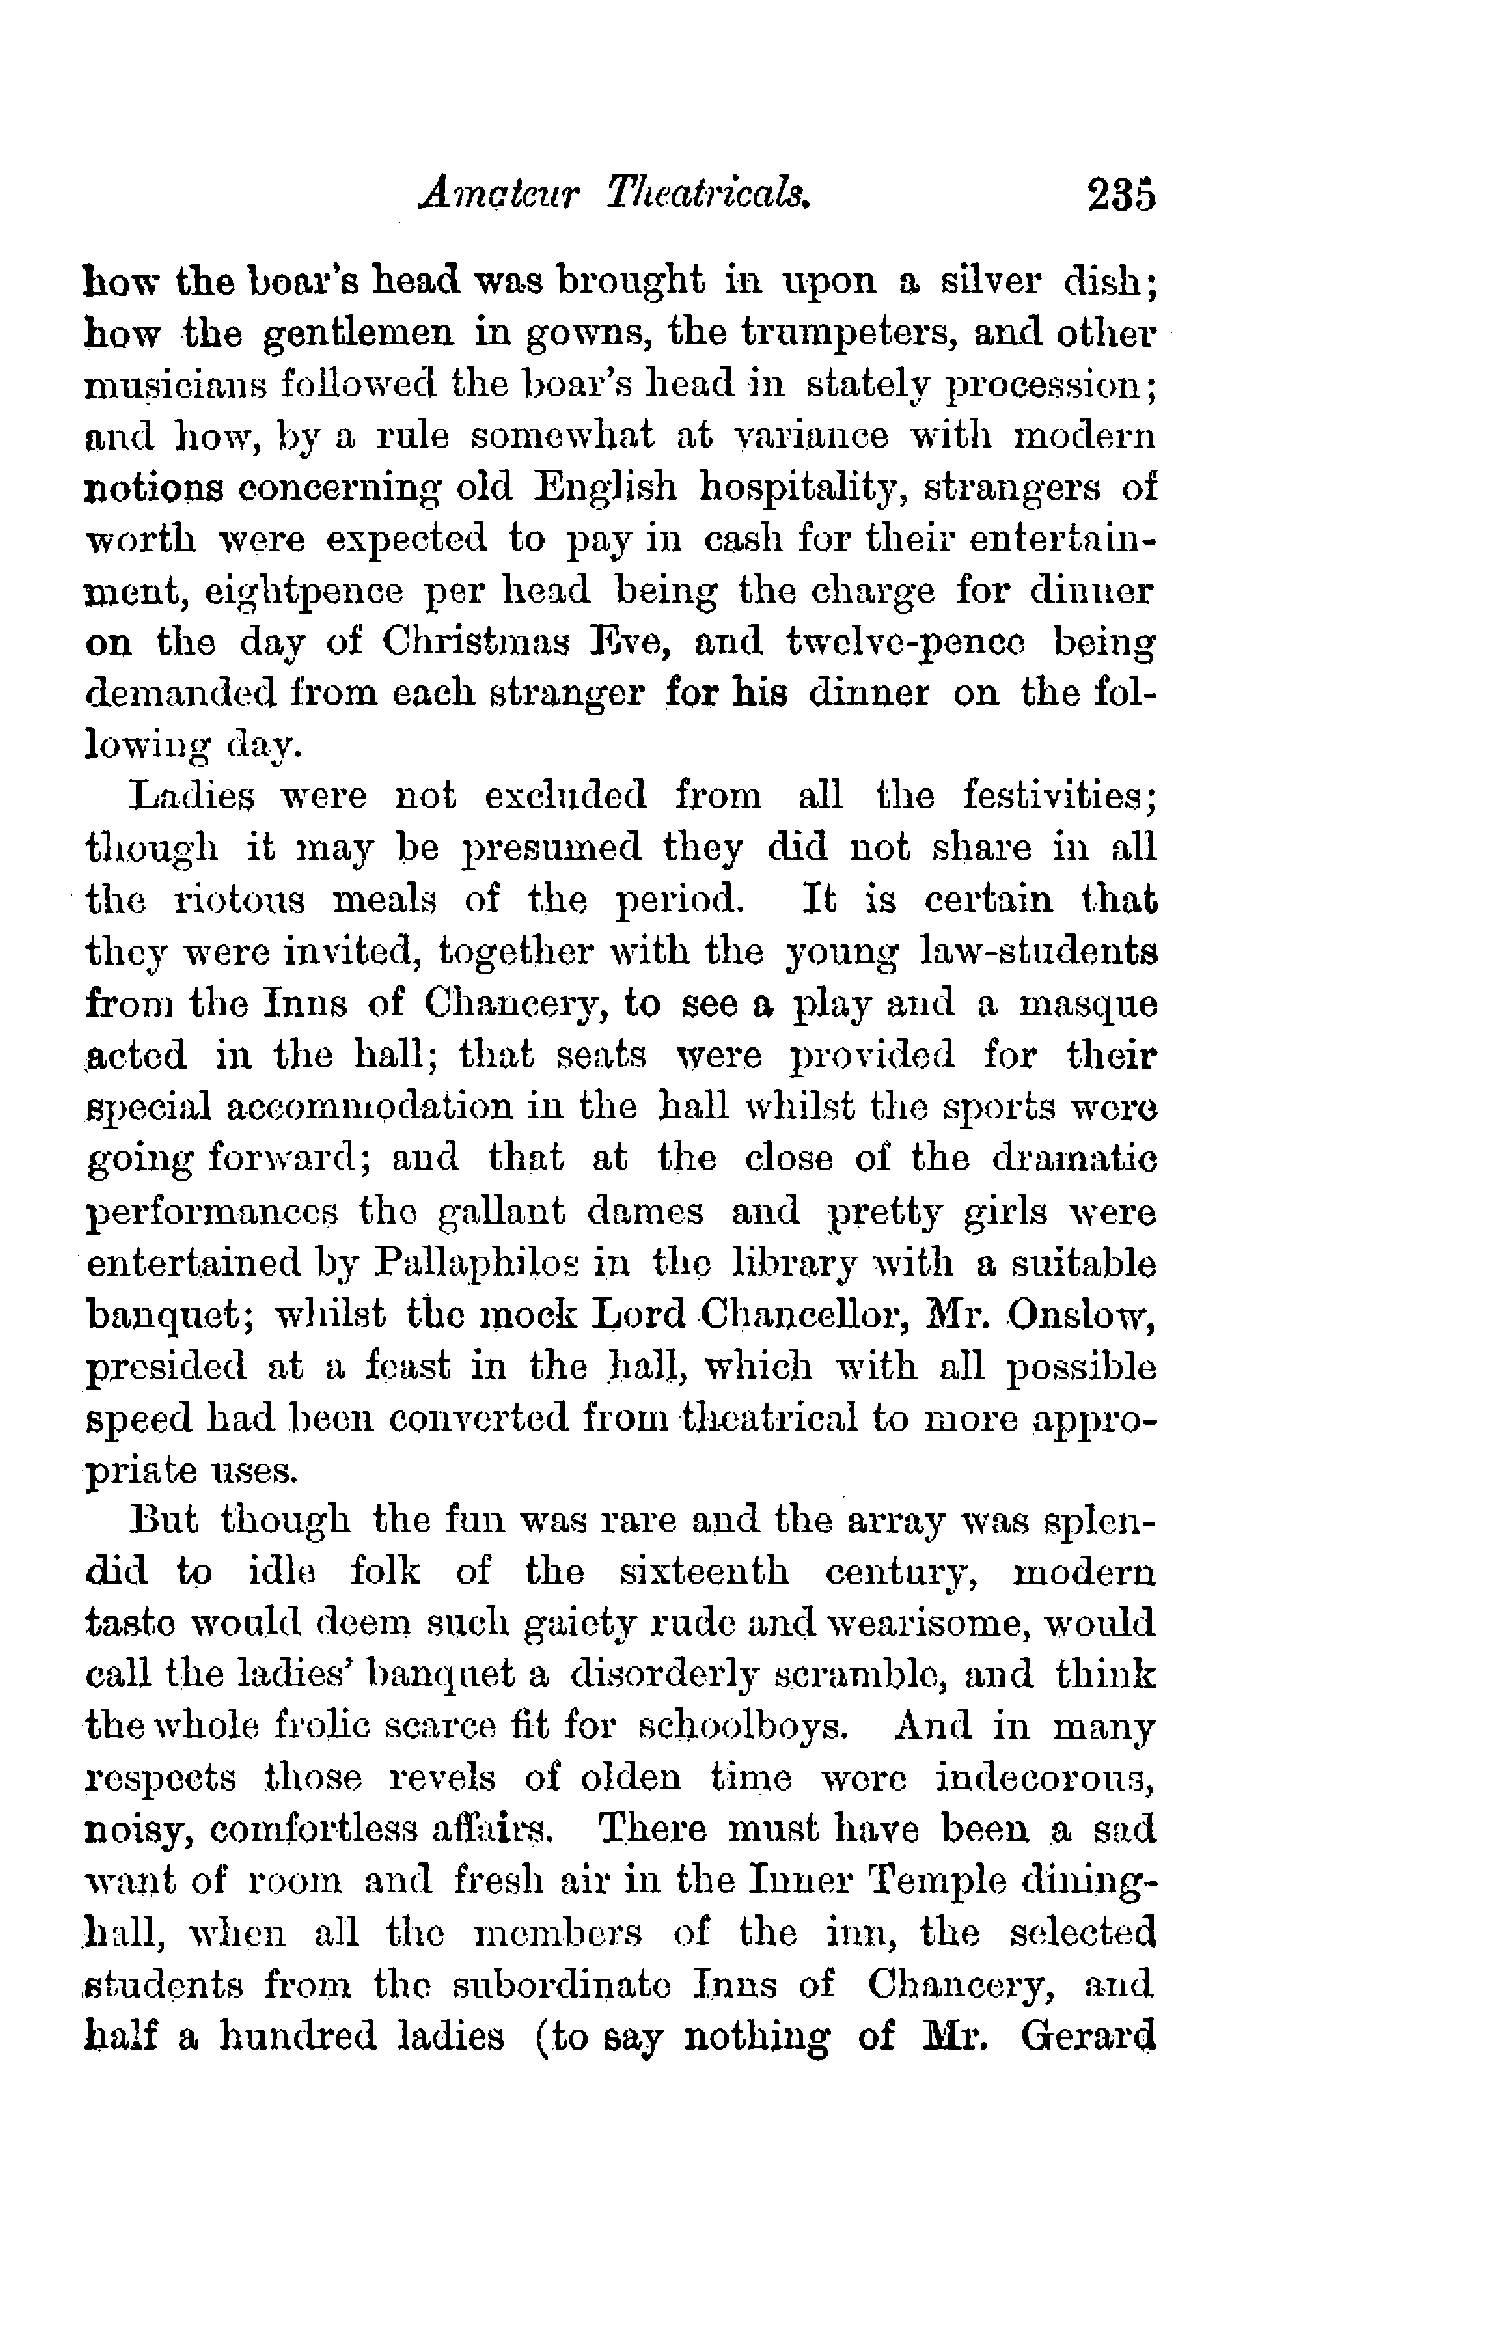 Amateur Theatricals. 235
how the boar's head was brought in upon a silver dish;
how the gentlemen in gowns, the trumpeters, and other
musicians followed the boar's head in stately procession;
and how, by a rule somewhat at variance with modern
notions concerning old English hospitality, strangers of
worth were expected to pay in cash for their entertain-
ment, eightpence per head being the charge for dinner
on the day of Christmas Eve, and twelve-pence being
demanded from each stranger for his dinner on the fol-
lowing day.
Ladies were not excluded from all the festivities;
though it may be presumed they did not share in all
the riotous meals of the period. It is certain that
they were invited, together with the young law-students
from the Inns of Chancery, to see a play and a masque
acted in the hall; that seats were provided for their
special accommodation in the hall whilst the sports were
going forward; and that at the close of the dramatic
performances the gallant dames and pretty girls were
entertained by Pallaphilos in the library with a suitable
banquet; whilst the mock Lord Chancellor, Mr. Onslow,
presided at a feast in the hall, which with all possible
speed had been converted from theatrical to more appro-
priate uses.
But though the fun was rare and the array was splen-
did to idle folk of the sixteenth century, modern
taste would deem such gaiety rude and wearisome, would
call the ladies' banquet a disorderly scramble, and think
the whole frolic scarce fit for schoolboys. And in many
respects those revels of olden time were indecorous,
noisy, comfortless affairs. There must have been a sad
want of room and fresh air in the Inner Temple dining-
hall, when all the members of the inn, the selected
students from the subordinate Inns of Chancery, and
half a hundred ladies (to say nothing of Mr. Gerard